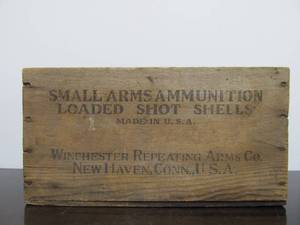 SMALL ARMS AMMUNITION
LOADED SHOT SHELLS
MADE IN U.S.A.
WINCHESTER REPEATING ARMS CO.
NEW HAVEN, CONN., U.S.A.